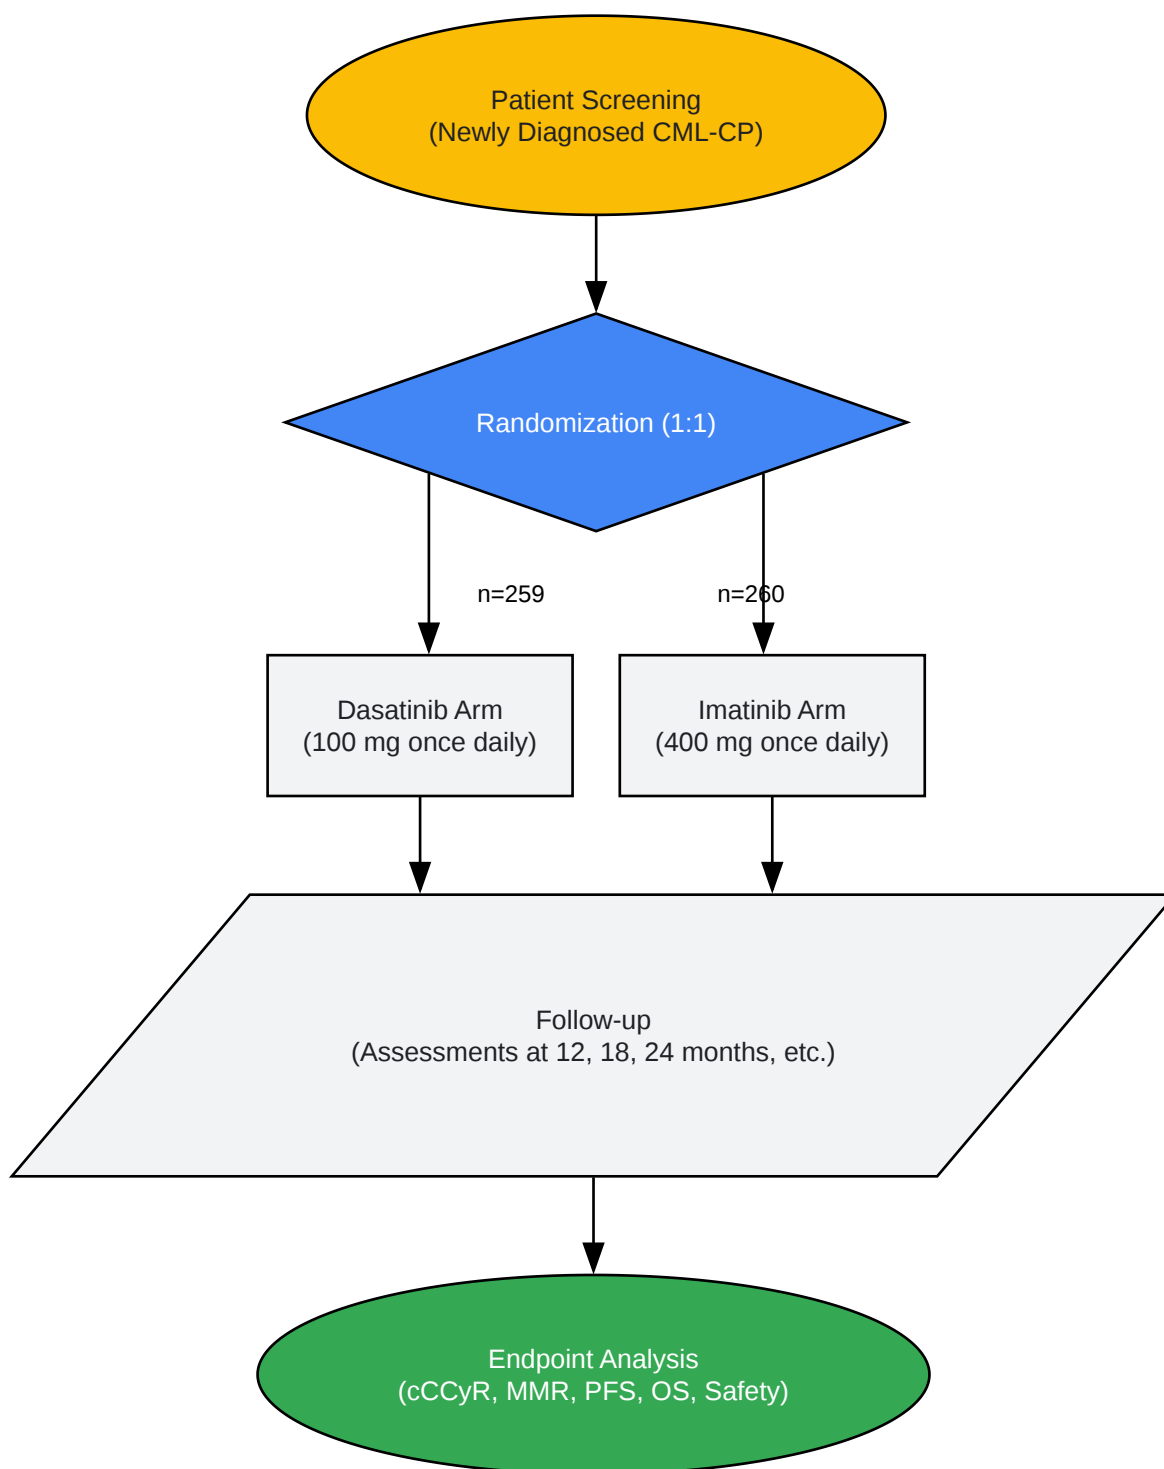 Patient Screening
(Newly Diagnosed CML-CP)
Randomization (1:1)
n=259
n=260
Dasatinib Arm
(100 mg once daily)
Imatinib Arm
(400 mg once daily)
Follow-up
(Assessments at 12, 18, 24 months, etc.)
Endpoint Analysis
(cCCyR, MMR, PFS, OS, Safety)